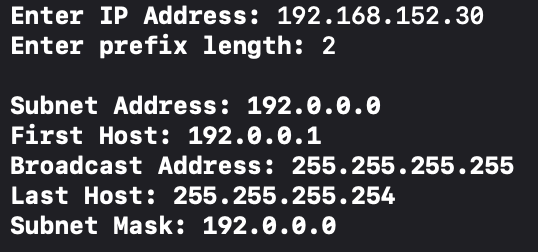 Enter IP Address: 192.168.152.30
Enter prefix length: 2
Subnet Address: 192.0.0.0
First Host: 192.0.0.1
Broadcast Address: 255.255.255.255
Last Host: 255.255.255.254
Subnet Mask: 192.0.0.0